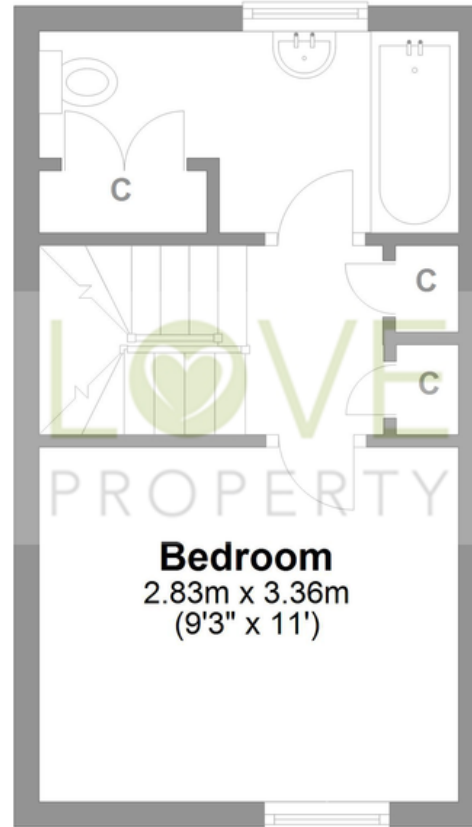 C
C
C
LOVE
PROPERTY
Bedroom
2.83m x 3.36m
(9'3" x 11')